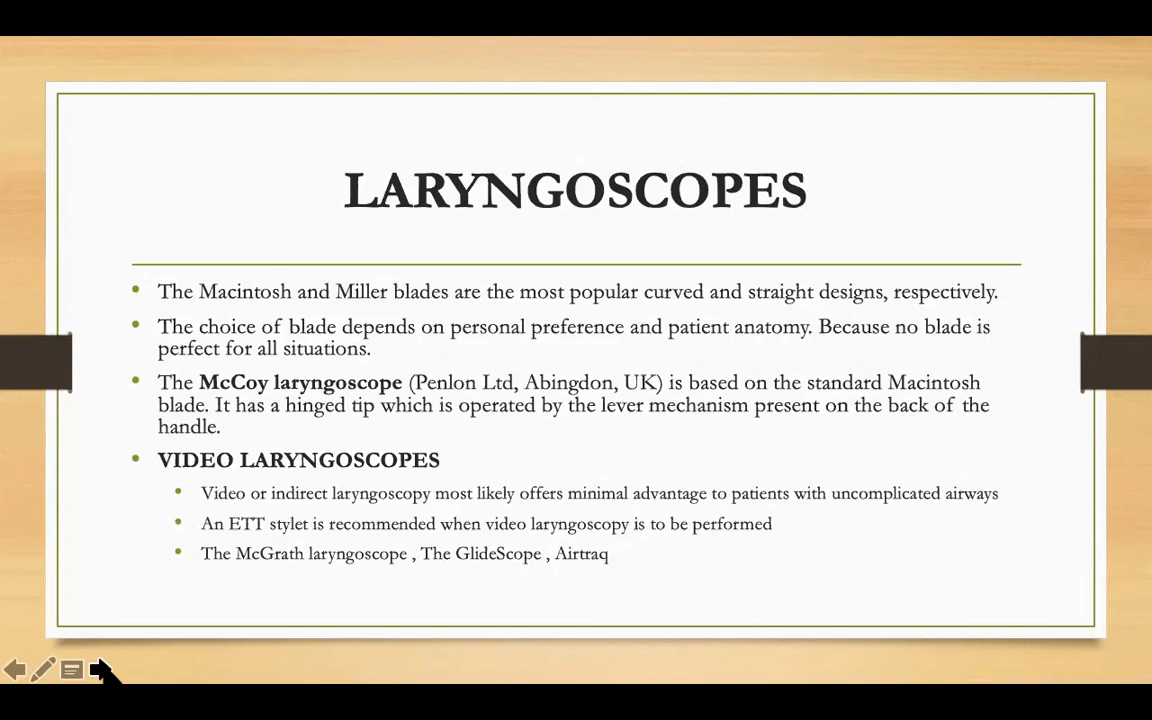 LARYNGOSCOPES
• The Macintosh and Miller blades are the most popular curved and straight designs, respectively.
• The choice of blade depends on personal preference and patient anatomy. Because no blade is
perfect for all situations.
• The McCoy laryngoscope (Penlon Ltd, Abingdon, UK) is based on the standard Macintosh
blade. It has a hinged tip which is operated by the lever mechanism present on the back of the
handle.
• VIDEO LARYNGOSCOPES
• Video or indirect laryngoscopy most likely offers minimal advantage to patients with uncomplicated airways
• An ETT stylet is recommended when video laryngoscopy is to be performed
• The McGrath laryngoscope , The GlideScope , Airtraq